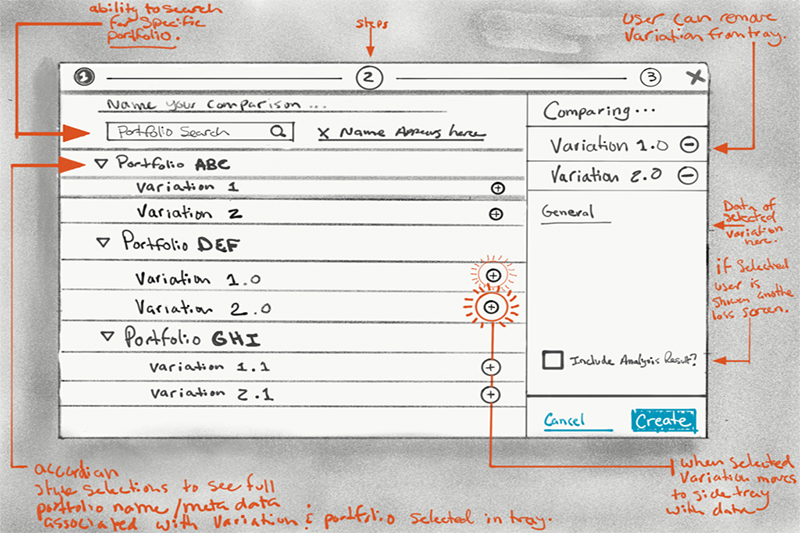 ability to search
for specific
portfolio.
steps
user can remove
Variation from tray.
1
2
3
X
Name your comparison ...
Portfolio Search
X Name Appears here
Comparing...
Variation 1.0
Variation 2.0
Portfolio ABC
Variation 1
Variation 2
General
Data of
selected
variation
here.
Portfolio DEF
Variation 1.0
Variation 2.0
if selected
user is
shown another
loss screen.
Portfolio GHI
Variation 1.1
Variation 2.1
Include Analysis Result?
Cancel
Create
accordian
style selections to see full
portfolio name/meta data
associated with variation & portfolio selected in tray.
when selected
variation moves
to side tray
with data